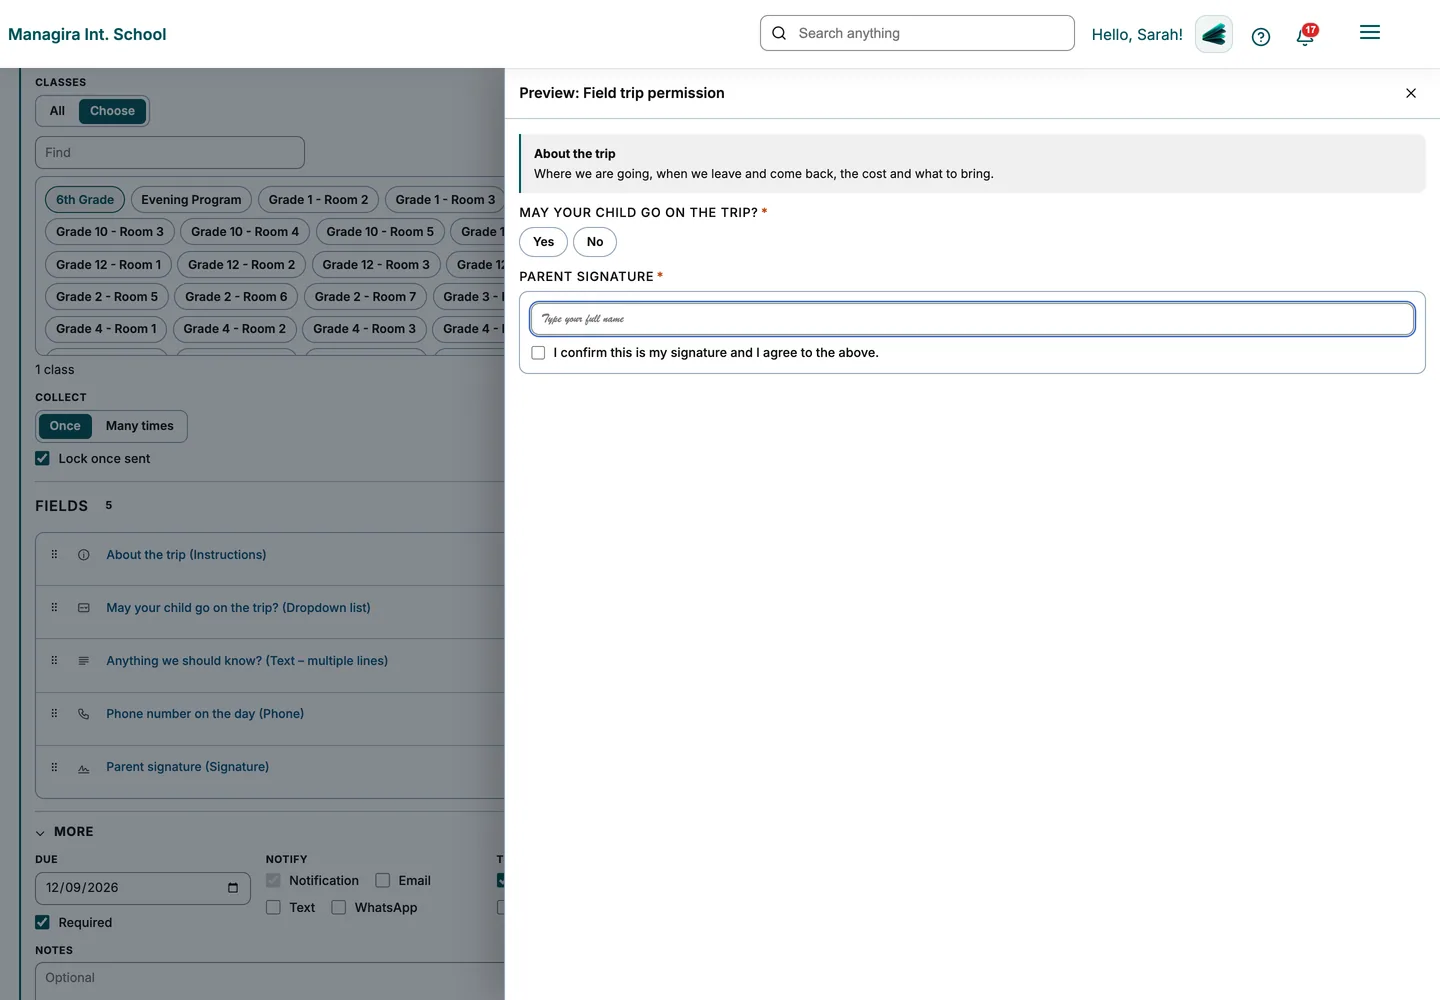 Managira Int. School
Search anything
Hello, Sarah!
17
CLASSES
All Choose
Find
6th Grade Evening Program Grade 1 - Room 2 Grade 1 - Room 3
Grade 10 - Room 3 Grade 10 - Room 4 Grade 10 - Room 5 Grade 1
Grade 12 - Room 1 Grade 12 - Room 2 Grade 12 - Room 3 Grade 12
Grade 2 - Room 5 Grade 2 - Room 6 Grade 2 - Room 7 Grade 3 -
Grade 4 - Room 1 Grade 4 - Room 2 Grade 4 - Room 3 Grade 4 -
1 class
COLLECT
Once Many times
Lock once sent
FIELDS 5
About the trip (Instructions)
May your child go on the trip? (Dropdown list)
Anything we should know? (Text – multiple lines)
Phone number on the day (Phone)
Parent signature (Signature)
MORE
DUE NOTIFY T
12/09/2026 Notification Email
Text WhatsApp
Required
NOTES
Optional
Preview: Field trip permission
About the trip
Where we are going, when we leave and come back, the cost and what to bring.
MAY YOUR CHILD GO ON THE TRIP? *
Yes No
PARENT SIGNATURE *
Type your full name
I confirm this is my signature and I agree to the above.